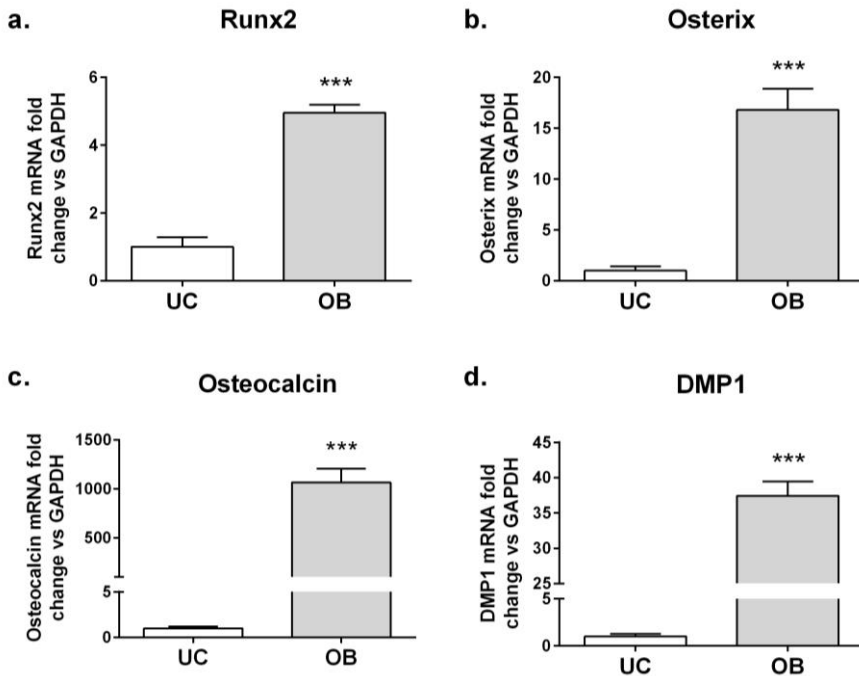 a.
Runx2
Runx2 mRNA fold
change vs GAPDH
6
4
2
0
***
UC
OB
b.
Osterix
Osterix mRNA fold
change vs GAPDH
20
15
10
5
0
***
UC
OB
c.
Osteocalcin
Osteocalcin mRNA fold
change vs GAPDH
1500
1000
500
5
0
***
UC
OB
d.
DMP1
DMP1 mRNA fold
change vs GAPDH
45
40
35
30
25
5
0
***
UC
OB